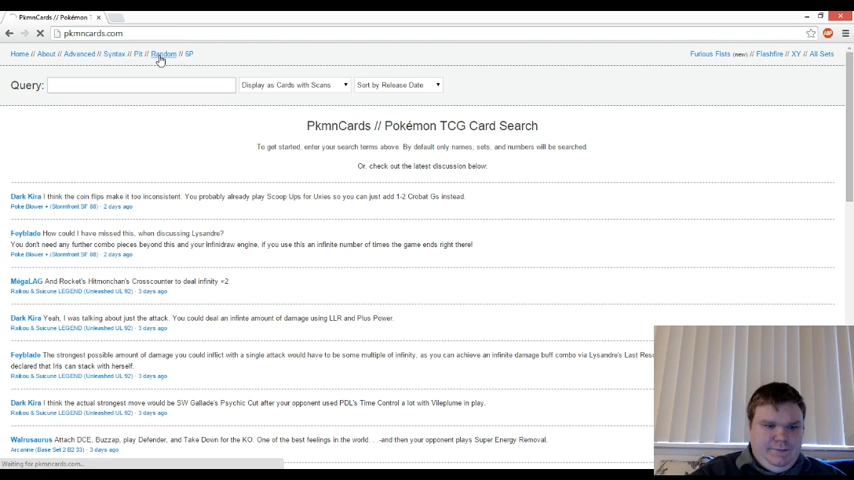 PkmnCards // Pokémon T
pkmncards.com
Home // About // Advanced // Syntax // Pit // Random // 6P
Furious Fists (new) // Flashfire // XY // All Sets
Query:
Display as Cards with Scans
Sort by Release Date
PkmnCards // Pokémon TCG Card Search
To get started, enter your search terms above. By default only names, sets, and numbers will be searched.
Or, check out the latest discussion below:
Dark Kira I think the coin flips make it too inconsistent. You probably already play Scoop Ups for Uxies so you can just add 1-2 Crobat Gs instead.
Poke Blower + (Stormfront SF 88) · 2 days ago
Feyblade How could I have missed this, when discussing Lysandre?
You don't need any further combo pieces beyond this and your infinidraw engine, if you use this an infinite number of times the game ends right there!
Poke Blower + (Stormfront SF 88) · 2 days ago
MégaLAG And Rocket's Hitmonchan's Crosscounter to deal infinity ×2
Raikou & Suicune LEGEND (Unleashed UL 92) · 3 days ago
Dark Kira Yeah, I was talking about just the attack. You could deal an infinte amount of damage using LLR and Plus Power.
Raikou & Suicune LEGEND (Unleashed UL 92) · 3 days ago
Feyblade The strongest possible amount of damage you could inflict with a single attack would have to be some multiple of infinity, as you can achieve an infinite damage buff combo via Lysandre's Last Reso
declared that Iris can stack with herself.
Raikou & Suicune LEGEND (Unleashed UL 92) · 3 days ago
Dark Kira I think the actual strongest move would be SW Gallade's Psychic Cut after your opponent used PDL's Time Control a lot with Vileplume in play.
Raikou & Suicune LEGEND (Unleashed UL 92) · 3 days ago
Walrusaurus Attach DCE, Buzzap, play Defender, and Take Down for the KO. One of the best feelings in the world. . .-and then your opponent plays Super Energy Removal.
Arcanine (Base Set 2 B2 33) · 3 days ago
Waiting for pkmncards.com...